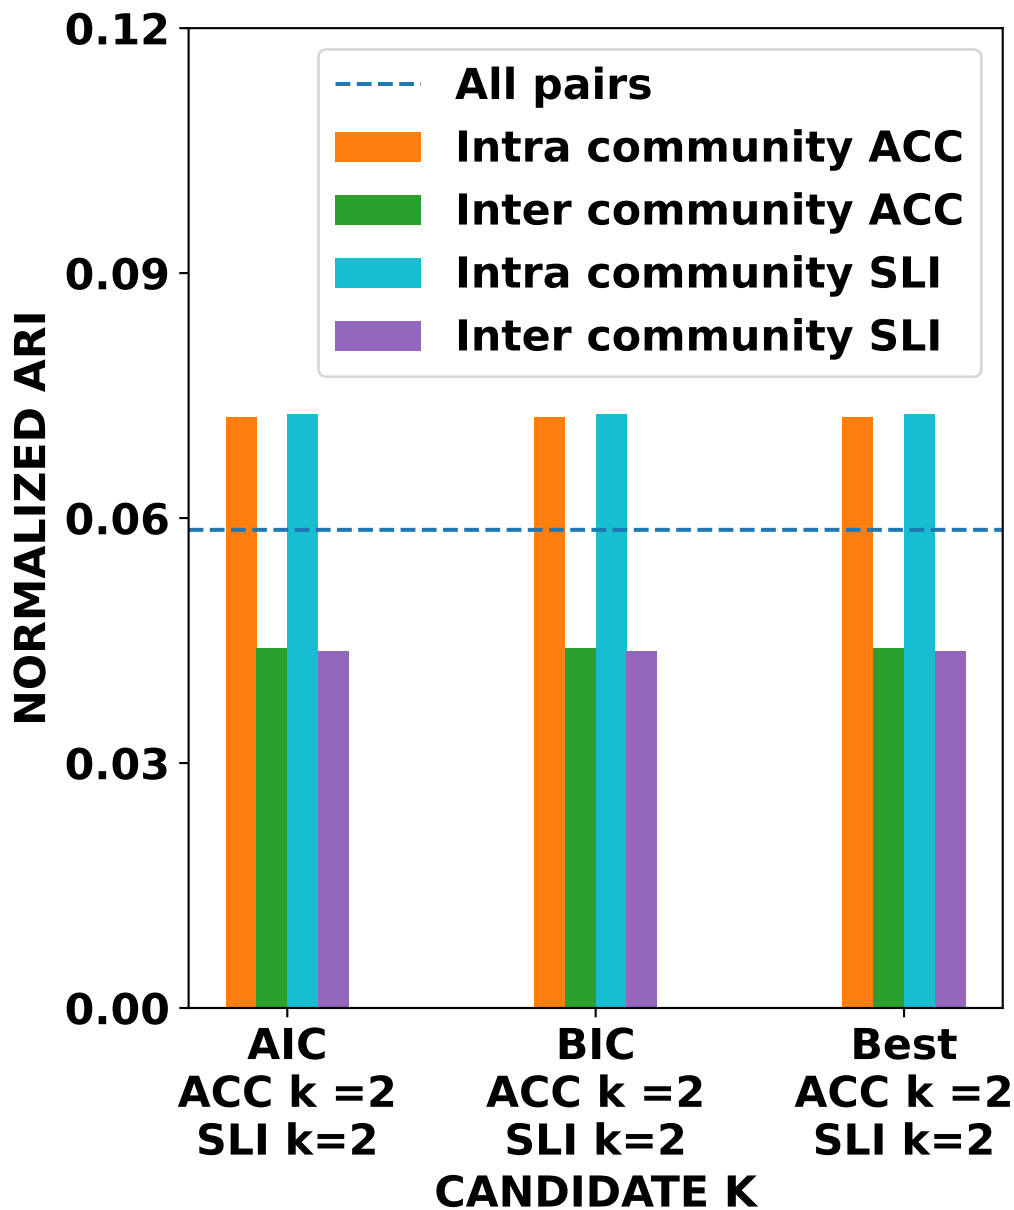 0.12
0.09
0.06
0.03
0.00
NORMALIZED ARI
All pairs
Intra community ACC
Inter community ACC
Intra community SLI
Inter community SLI
AIC
ACC k =2
SLI k=2
BIC
ACC k =2
SLI k=2
Best
ACC k =2
SLI k=2
CANDIDATE K